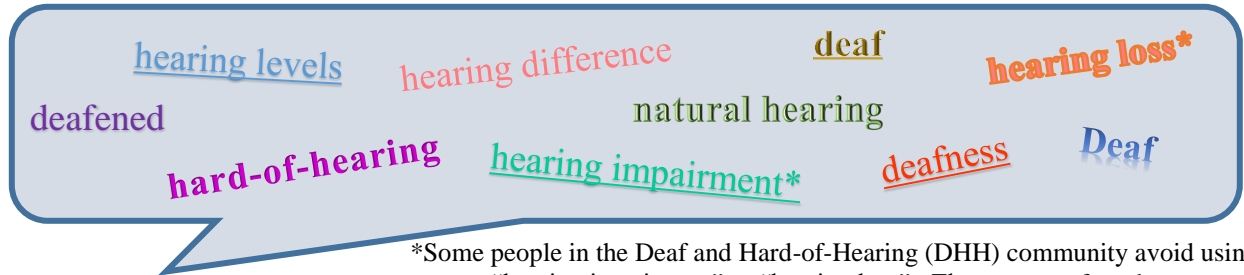 hearing levels
hearing difference
deaf
hearing loss*
deafened
natural hearing
hard-of-hearing
hearing impairment*
deafness
Deaf
*Some people in the Deaf and Hard-of-Hearing (DHH) community avoid usin